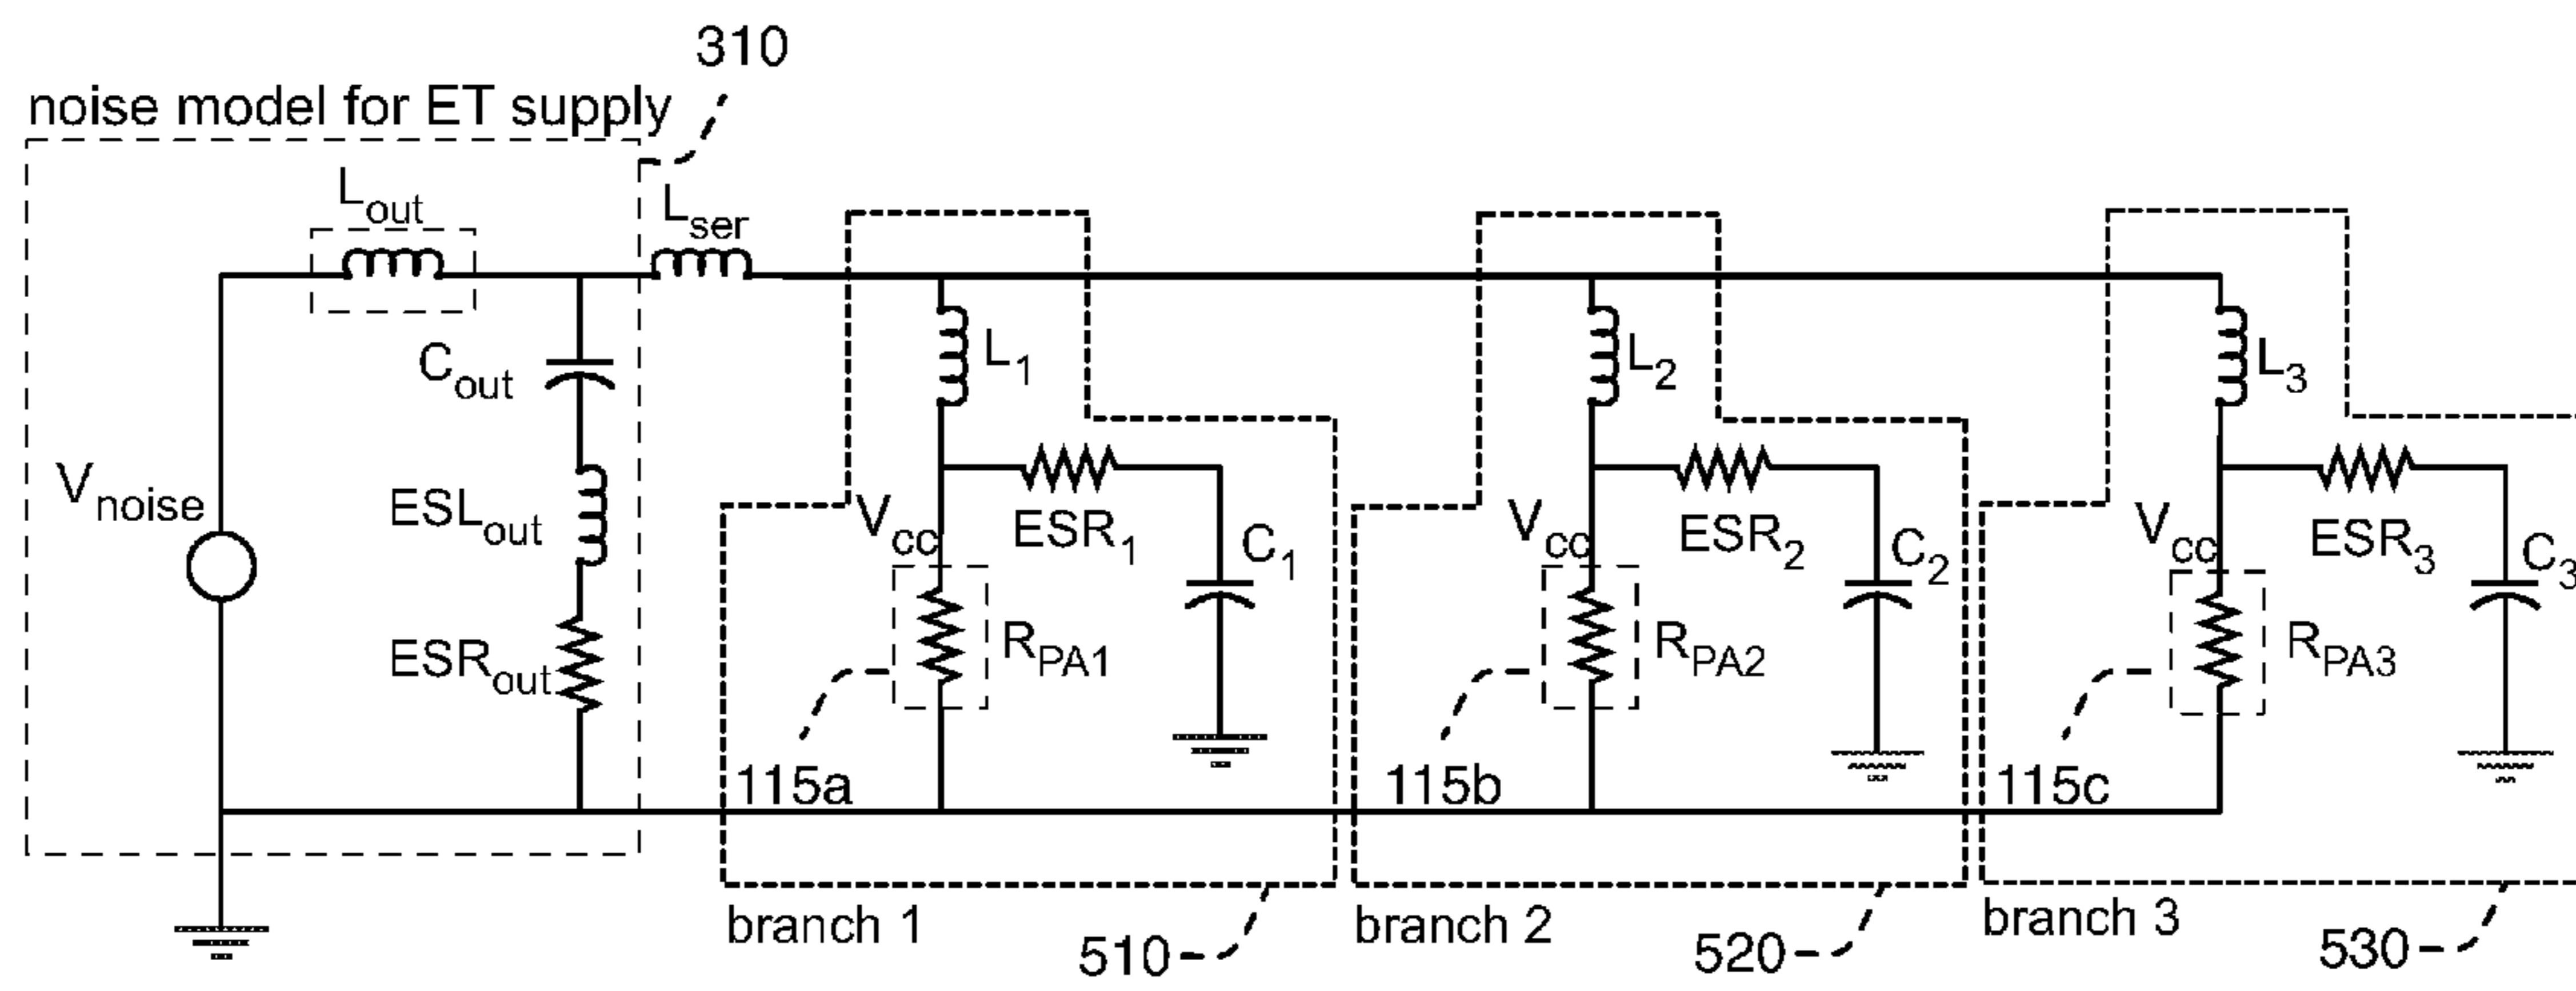 310
noise model for ET supply
Lout
Lser
Cout
ESLout
ESRout
Vnoise
L1
Vcc
ESR1
C1
RPA1
115a
branch 1
510
L2
Vcc
ESR2
C2
RPA2
115b
branch 2
520
L3
Vcc
ESR3
C3
RPA3
115c
branch 3
530